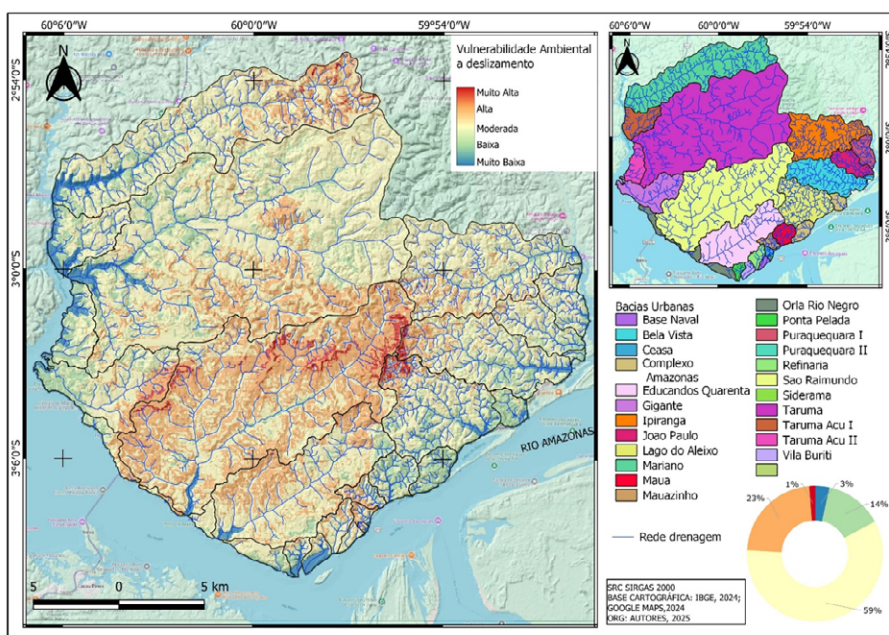 60°6'0"O
60°0'0"O
59°54'0"O
N
2°54'0"S
3°0'0"S
3°6'0"S
Vulnerabilidade Ambiental
a deslizamento
Muito Alta
Alta
Moderada
Baixa
Muito Baixa
RIO AMAZONAS
5
0
5 km
60°6'0"O
60°0'0"O
59°54'0"O
N
Bacias Urbanas
Base Naval
Bela Vista
Ceasa
Complexo
Amazonas
Educandos Quarenta
Gigante
Ipiranga
Joao Paulo
Lago do Aleixo
Mariano
Maua
Mauazinho
Orla Rio Negro
Ponta Pelada
Puraquequara I
Puraquequara II
Refinaria
Sao Raimundo
Siderama
Taruma
Taruma Acu I
Taruma Acu II
Vila Buriti
Rede drenagem
1%
3%
14%
23%
59%
SRC SIRGAS 2000
BASE CARTOGRÁFICA: IBGE, 2024;
GOOGLE MAPS,2024
ORG: AUTORES, 2025